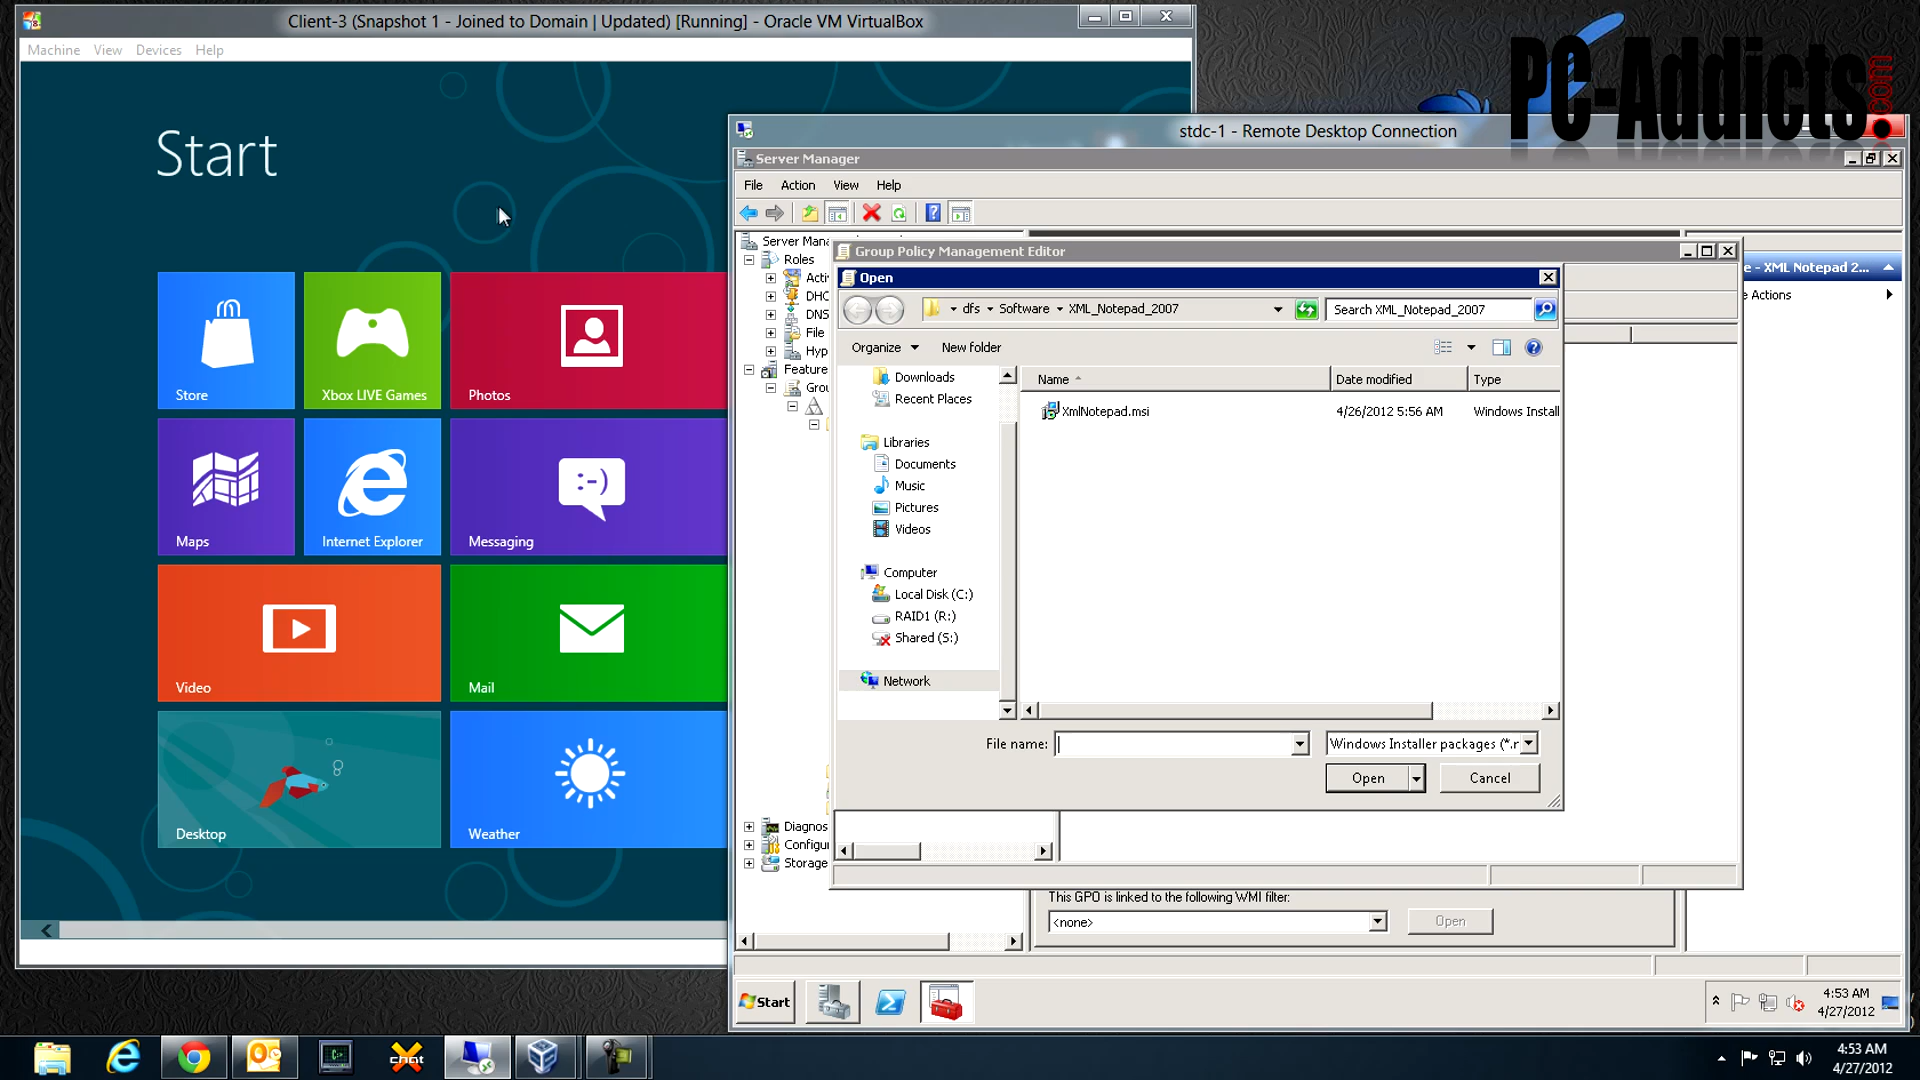 Client-3 (Snapshot 1 - Joined to Domain | Updated) [Running] - Oracle VM VirtualBox
Machine View Devices Help
Start
Store
Xbox LIVE Games
Photos
Maps
Internet Explorer
Messaging
:-)
Video
Mail
Desktop
Weather
PC-Addicts.com
stdc-1 - Remote Desktop Connection
Server Manager
File Action View Help
Server Mana
Roles
Acti
DHC
DNS
File
Hyp
Feature
Grou
Diagnos
Configur
Storage
Group Policy Management Editor
Open
dfs Software XML_Notepad_2007
Search XML_Notepad_2007
Organize New folder
Downloads
Recent Places
Libraries
Documents
Music
Pictures
Videos
Computer
Local Disk (C:)
RAID1 (R:)
Shared (S:)
Network
Name Date modified Type
XmlNotepad.msi 4/26/2012 5:56 AM Windows Install
File name:
Windows Installer packages (*.r
Open Cancel
e - XML Notepad 2...
e Actions
This GPO is linked to the following WMI filter:
<none>
Open
Start
4:53 AM
4/27/2012
chat
4:53 AM
4/27/2012